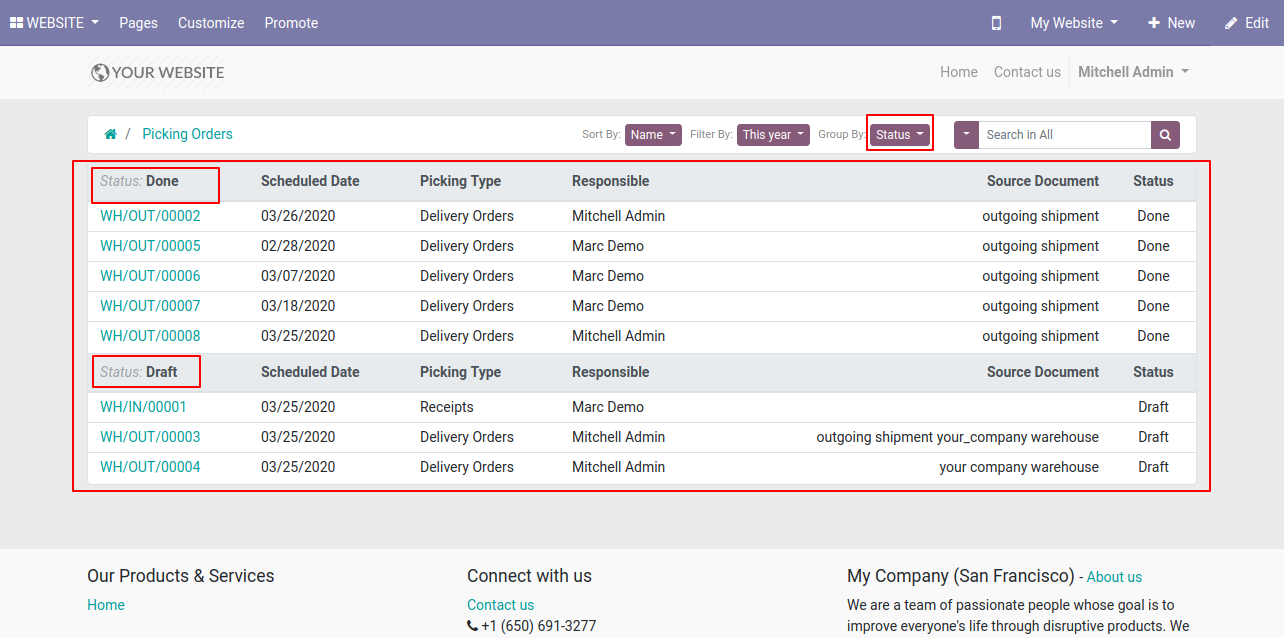 WEBSITE Pages Customize Promote My Website New Edit
YOUR WEBSITE Home Contact us Mitchell Admin
/ Picking Orders Sort By: Name Filter By: This year Group By: Status Search in All
Status: Done Scheduled Date Picking Type Responsible Source Document Status
WH/OUT/00002 03/26/2020 Delivery Orders Mitchell Admin outgoing shipment Done
WH/OUT/00005 02/28/2020 Delivery Orders Marc Demo outgoing shipment Done
WH/OUT/00006 03/07/2020 Delivery Orders Marc Demo outgoing shipment Done
WH/OUT/00007 03/18/2020 Delivery Orders Marc Demo outgoing shipment Done
WH/OUT/00008 03/25/2020 Delivery Orders Mitchell Admin outgoing shipment Done
Status: Draft Scheduled Date Picking Type Responsible Source Document Status
WH/IN/00001 03/25/2020 Receipts Marc Demo Draft
WH/OUT/00003 03/25/2020 Delivery Orders Mitchell Admin outgoing shipment your_company warehouse Draft
WH/OUT/00004 03/25/2020 Delivery Orders Mitchell Admin your company warehouse Draft
Our Products & Services
Home
Connect with us
Contact us
+1 (650) 691-3277
My Company (San Francisco) - About us
We are a team of passionate people whose goal is to
improve everyone's life through disruptive products. We